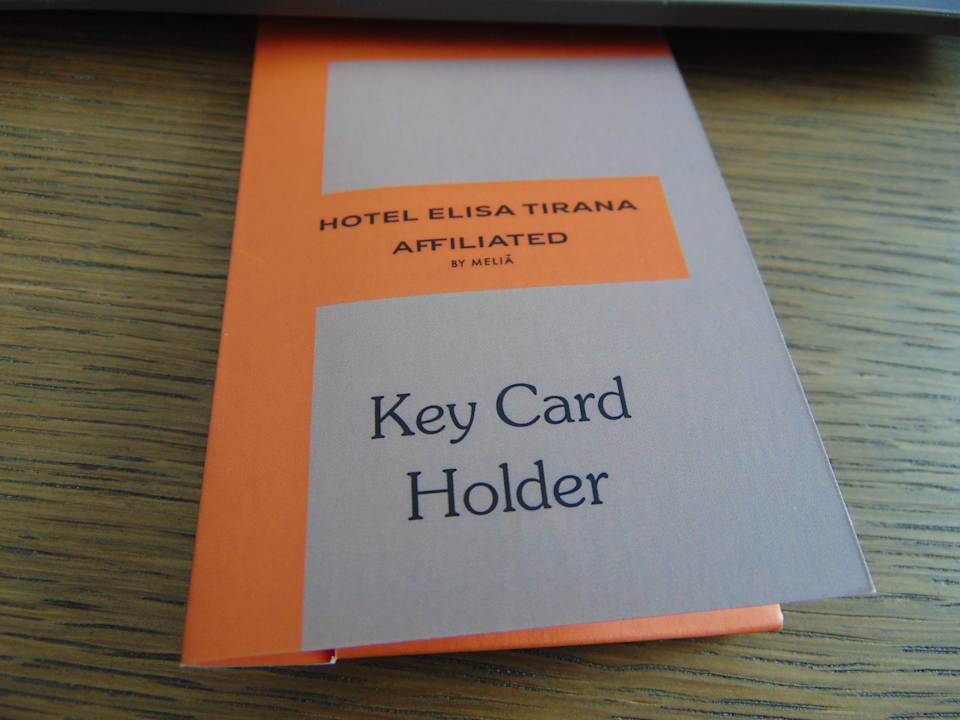 HOTEL ELISA TIRANA
AFFILIATED
BY MELIÃ
Key Card
Holder